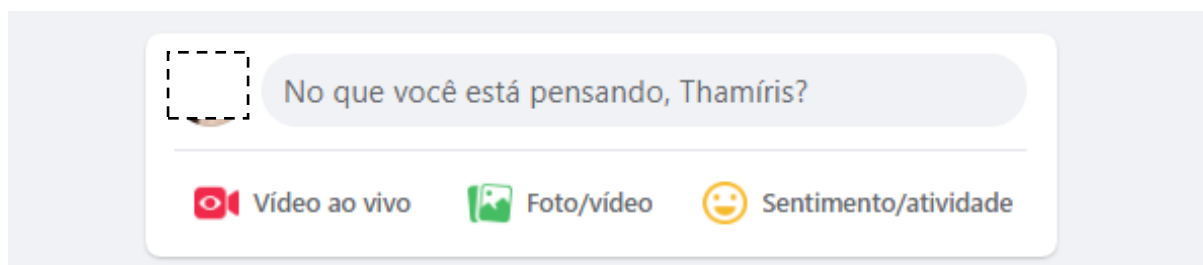 No que você está pensando, Thamíris?
Vídeo ao vivo
Foto/vídeo
Sentimento/atividade